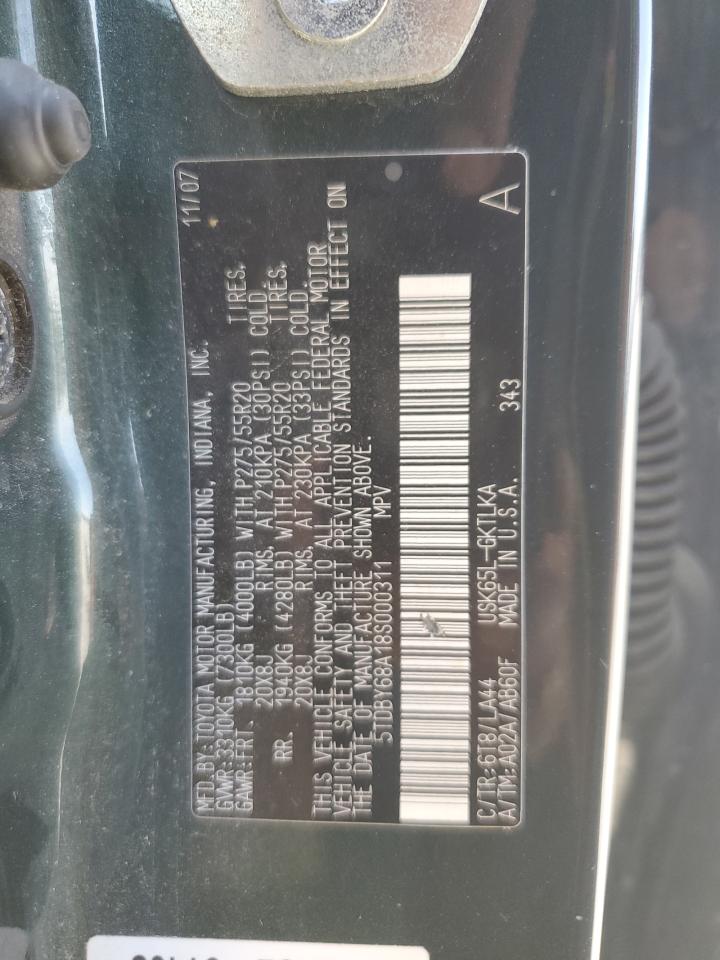 MFD BY: TOYOTA MOTOR MANUFACTURING, INDIANA, INC. 11/07
GVWR:3310KG (7300LB)
GAWR:FRT. 1810KG (4000LB) WITH P275/55R20 TIRES,
20X8J RIMS, AT 210KPA (30PSI) COLD.
RR. 1940KG (4280LB) WITH P275/55R20 TIRES,
20X8J RIMS, AT 230KPA (33PSI) COLD.
THIS VEHICLE CONFORMS TO ALL APPLICABLE FEDERAL MOTOR
VEHICLE SAFETY AND THEFT PREVENTION STANDARDS IN EFFECT ON
THE DATE OF MANUFACTURE SHOWN ABOVE.
5TDBY68A18S000311 MPV
C/TR:6T8/LA44 USK65L-GKTLKA
A/TM:A02A/AB60F MADE IN U.S.A. 343 A